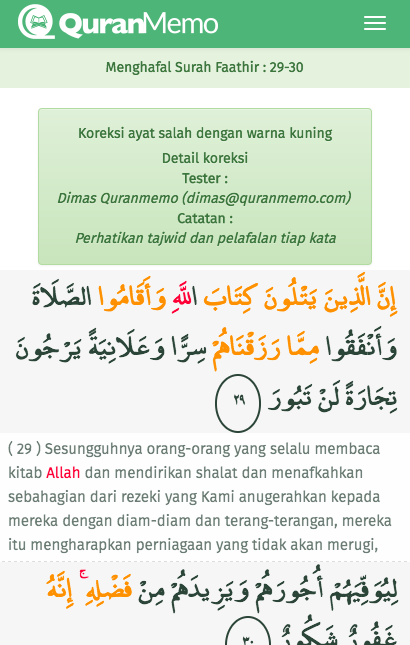 QuranMemo
Menghafal Surah Faathir : 29-30
Koreksi ayat salah dengan warna kuning
Detail koreksi
Tester :
Dimas Quranmemo (dimas@quranmemo.com)
Catatan :
Perhatikan tajwid dan pelafalan tiap kata
إِنَّ الَّذِينَ يَتْلُونَ كِتَابَ اللَّهِ وَأَقَامُوا الصَّلَاةَ
وَأَنْفَقُوا مِمَّا رَزَقْنَاهُمْ سِرًّا وَعَلَانِيَةً يَرْجُونَ
تِجَارَةً لَنْ تَبُورَ ٢٩
( 29 ) Sesungguhnya orang-orang yang selalu membaca
kitab Allah dan mendirikan shalat dan menafkahkan
sebahagian dari rezeki yang Kami anugerahkan kepada
mereka dengan diam-diam dan terang-terangan, mereka
itu mengharapkan perniagaan yang tidak akan merugi,
لِيُوَفِّيَهُمْ أُجُورَهُمْ وَيَزِيدَهُمْ مِنْ فَضْلِهِ ۚ إِنَّهُ
غَفُورٌ شَكُورٌ ٣٠